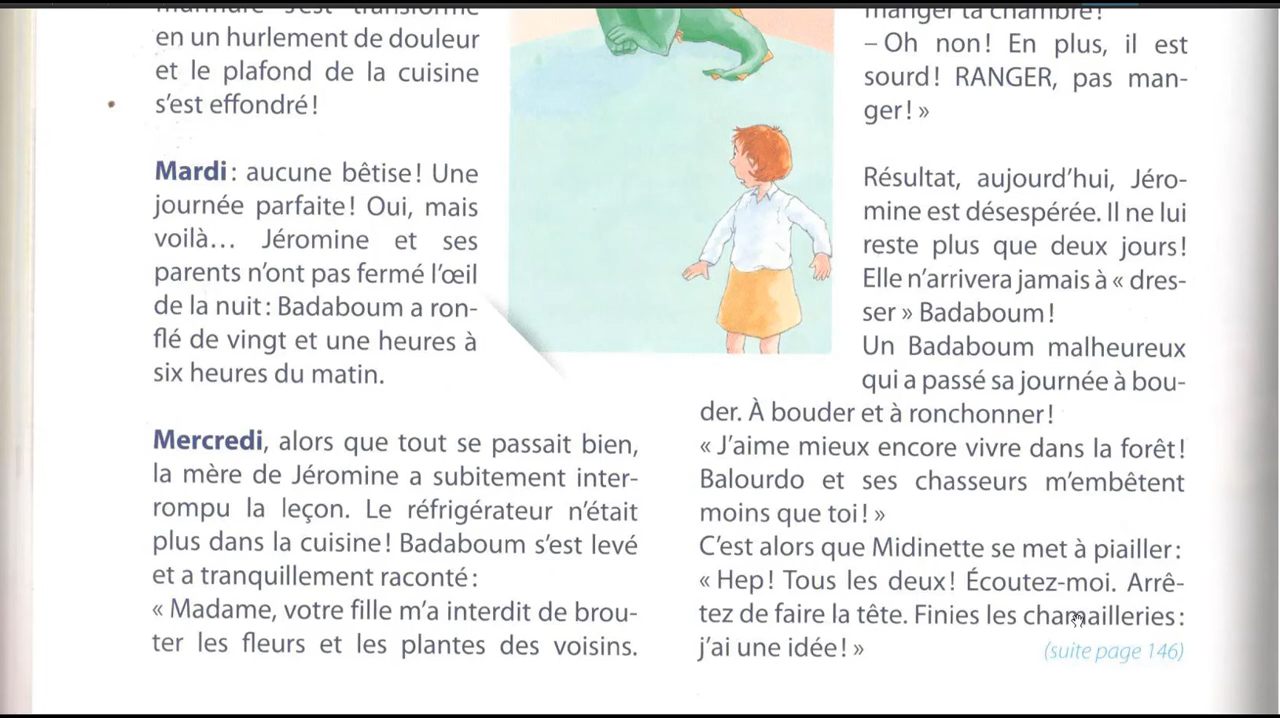 en un hurlement de douleur
et le plafond de la cuisine
s'est effondré !
Mardi : aucune bêtise ! Une
journée parfaite ! Oui, mais
voilà... Jéromine et ses
parents n'ont pas fermé l'œil
de la nuit : Badaboum a ron-
flé de vingt et une heures à
six heures du matin.
Mercredi, alors que tout se passait bien,
la mère de Jéromine a subitement inter-
rompu la leçon. Le réfrigérateur n'était
plus dans la cuisine ! Badaboum s'est levé
et a tranquillement raconté :
« Madame, votre fille m'a interdit de brou-
ter les fleurs et les plantes des voisins.
manger ta chambre !
– Oh non ! En plus, il est
sourd ! RANGER, pas man-
ger ! »
Résultat, aujourd'hui, Jéro-
mine est désespérée. Il ne lui
reste plus que deux jours !
Elle n'arrivera jamais à « dres-
ser » Badaboum !
Un Badaboum malheureux
qui a passé sa journée à bou-
der. À bouder et à ronchonner !
« J'aime mieux encore vivre dans la forêt !
Balourdo et ses chasseurs m'embêtent
moins que toi ! »
C'est alors que Midinette se met à piailler :
« Hep ! Tous les deux ! Écoutez-moi. Arrê-
tez de faire la tête. Finies les chamailleries :
j'ai une idée ! »
(suite page 146)